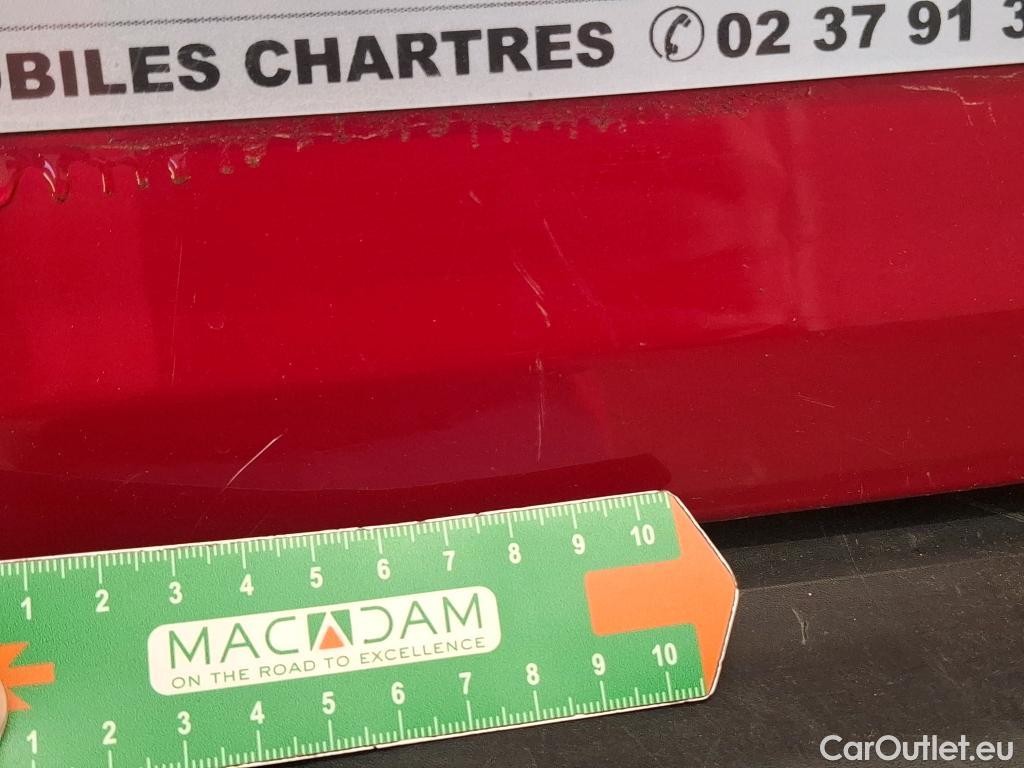 CHARTRES ✆ 02 37 91
1 2 3 4 5 6 7 8 9 10
MACADAM
ON THE ROAD TO EXCELLENCE
1 2 3 4 5 6 7 8 9 10
CarOutlet.eu